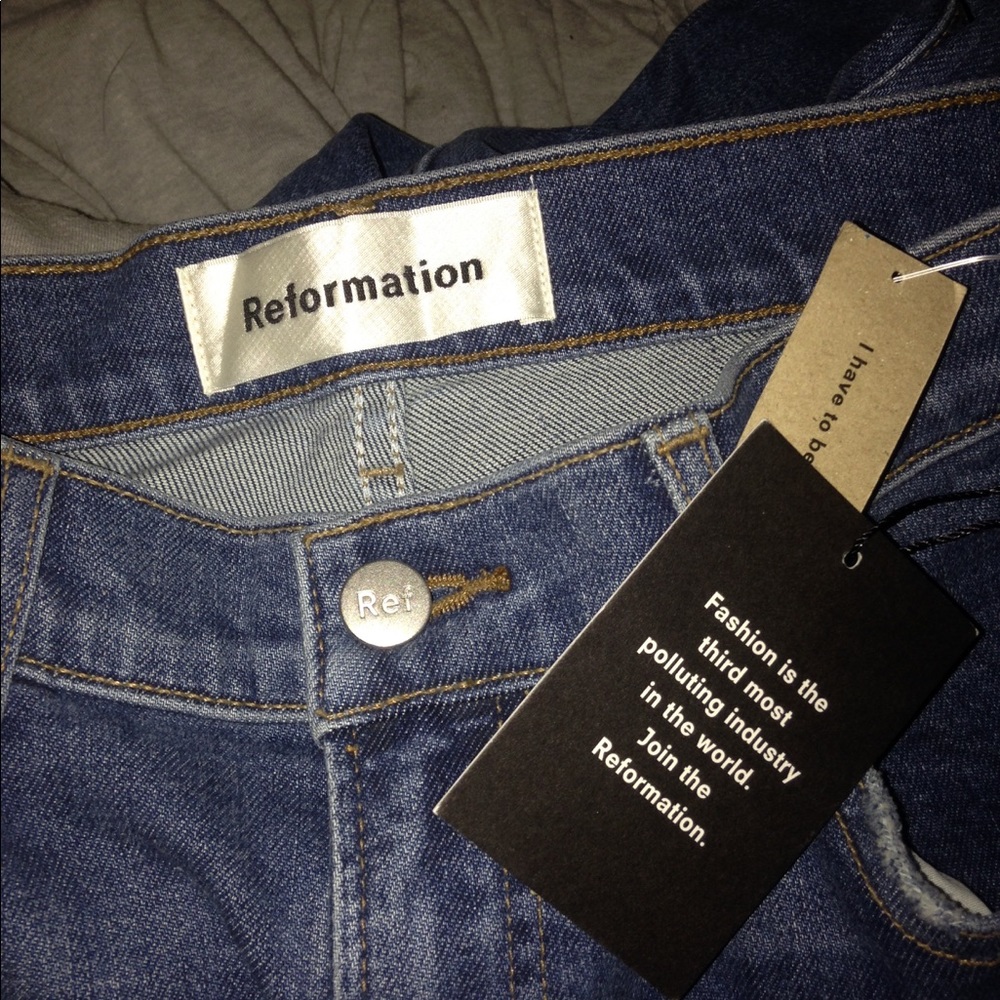 Reformation
I have to be
Ref
Fashion is the
third most
polluting industry
in the world.
Join the
Reformation.